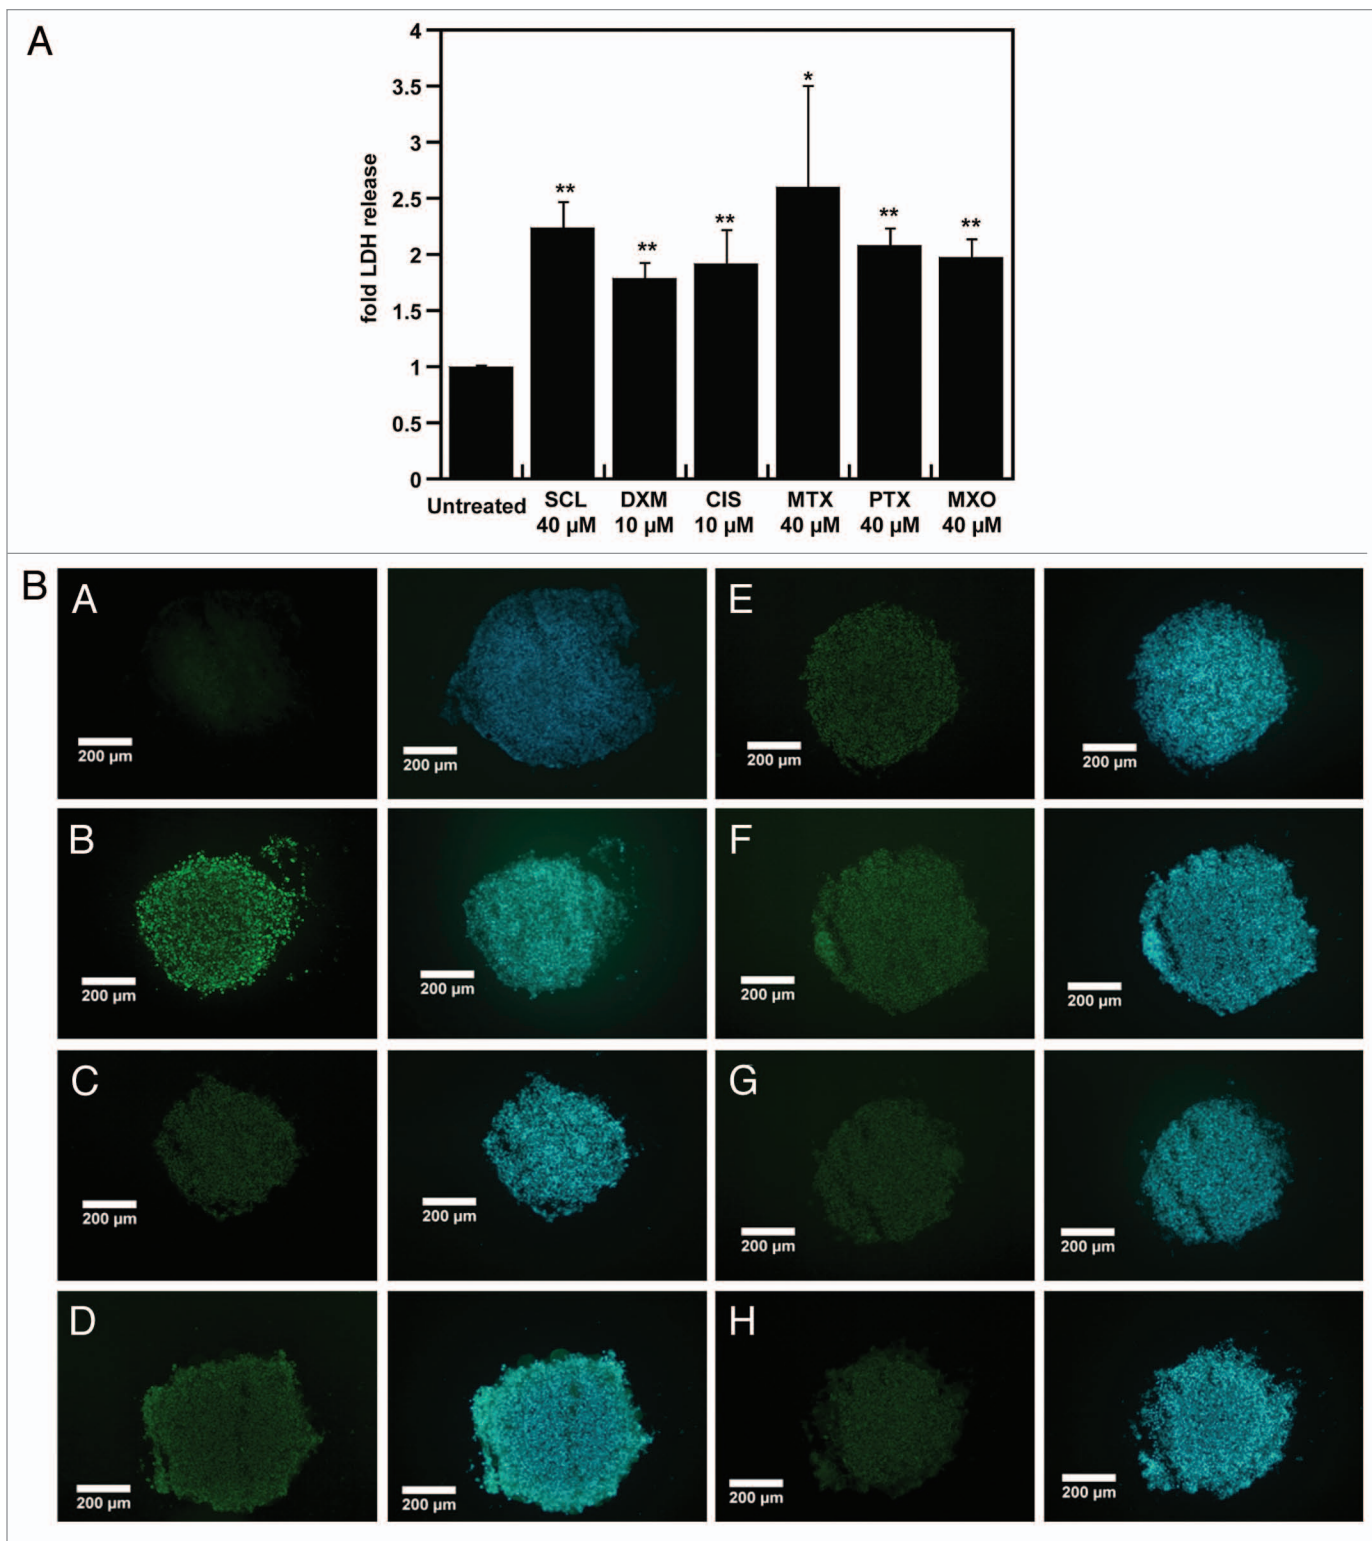 A
4
3.5
3
2.5
2
1.5
1
0.5
0
fold LDH release
** ** ** * ** **
Untreated SCL DXM CIS MTX PTX MXO
40 µM 10 µM 10 µM 40 µM 40 µM 40 µM
B
A E
200 µm 200 µm 200 µm 200 µm
B F
200 µm 200 µm 200 µm 200 µm
C G
200 µm 200 µm 200 µm 200 µm
D H
200 µm 200 µm 200 µm 200 µm